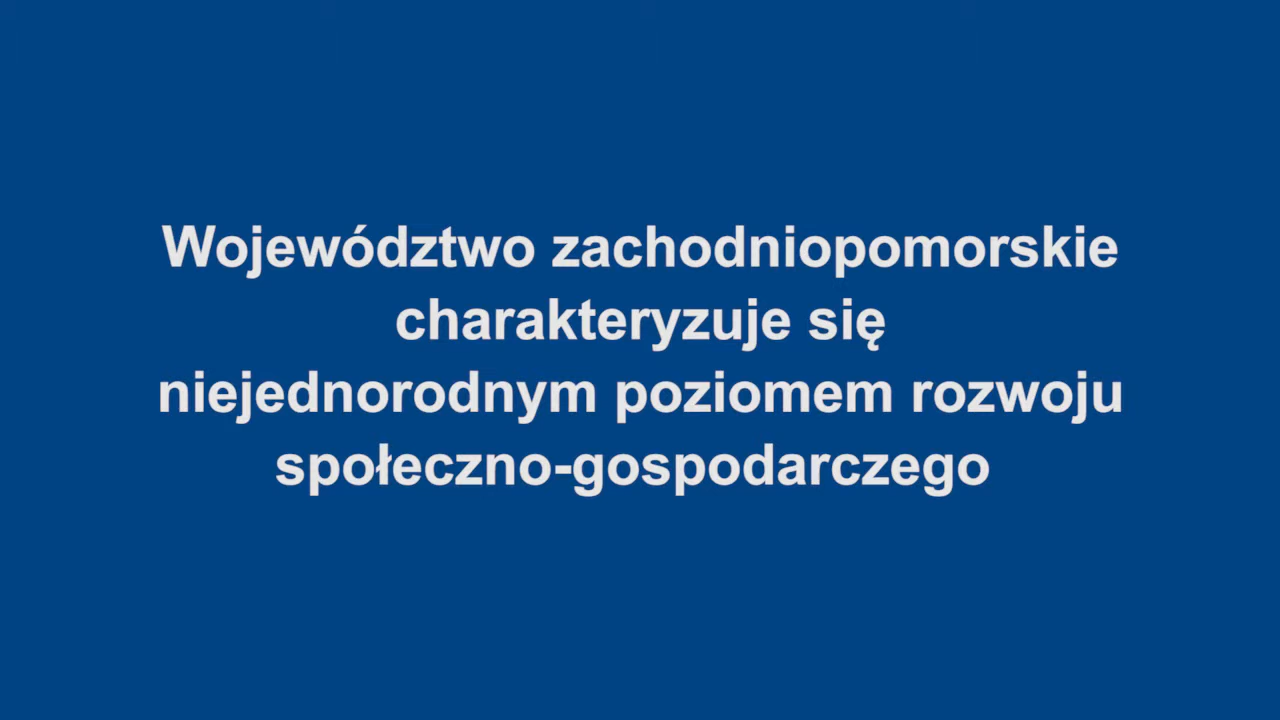 Województwo zachodniopomorskie
charakteryzuje się
niejednorodnym poziomem rozwoju
społeczno-gospodarczego